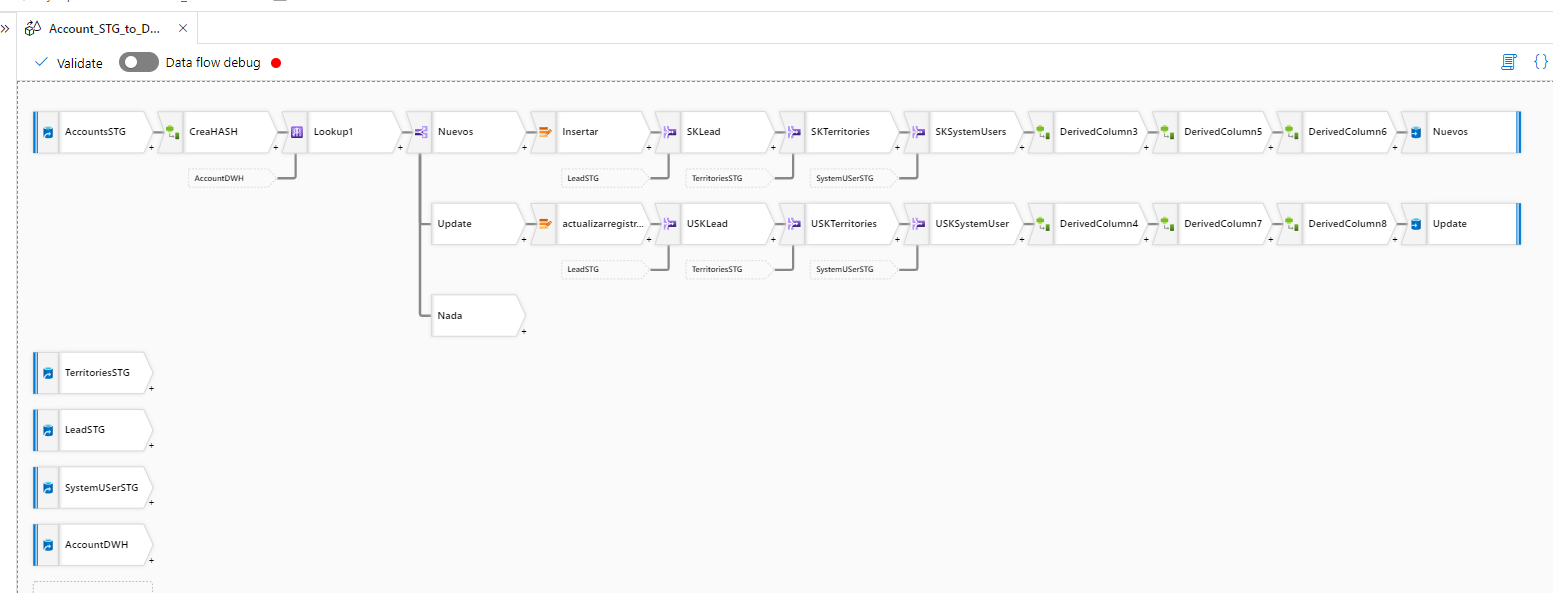 Account_STG_to_D...
Validate
Data flow debug
AccountsSTG
CreaHASH
Lookup1
Nuevos
Insertar
SKLead
SKTerritories
SKSystemUsers
DerivedColumn3
DerivedColumn5
DerivedColumn6
Nuevos
AccountDWH
LeadSTG
TerritoriesSTG
SystemUSerSTG
Update
actualizarregistr...
USKLead
USKTerritories
USKSystemUser
DerivedColumn4
DerivedColumn7
DerivedColumn8
Update
LeadSTG
TerritoriesSTG
SystemUSerSTG
Nada
TerritoriesSTG
LeadSTG
SystemUSerSTG
AccountDWH